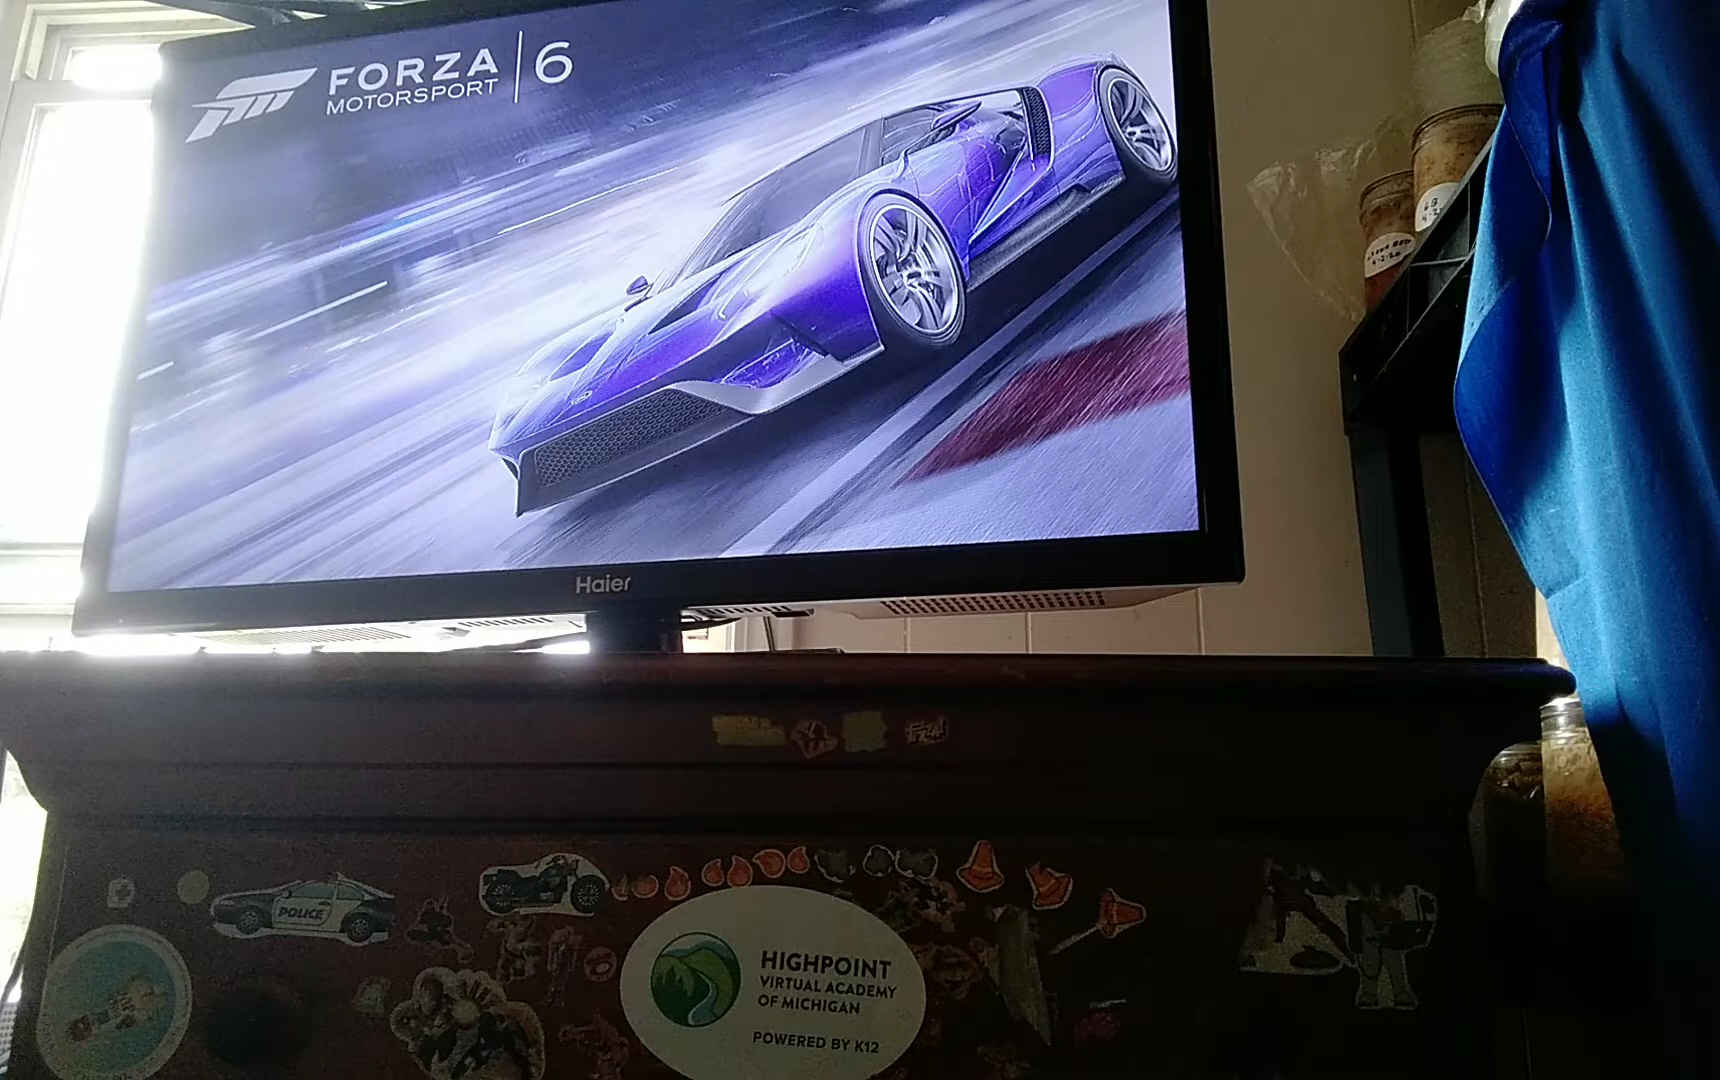 FORZA
MOTORSPORT
6
Haier
POLICE
HIGHPOINT
VIRTUAL ACADEMY
OF MICHIGAN
POWERED BY K12